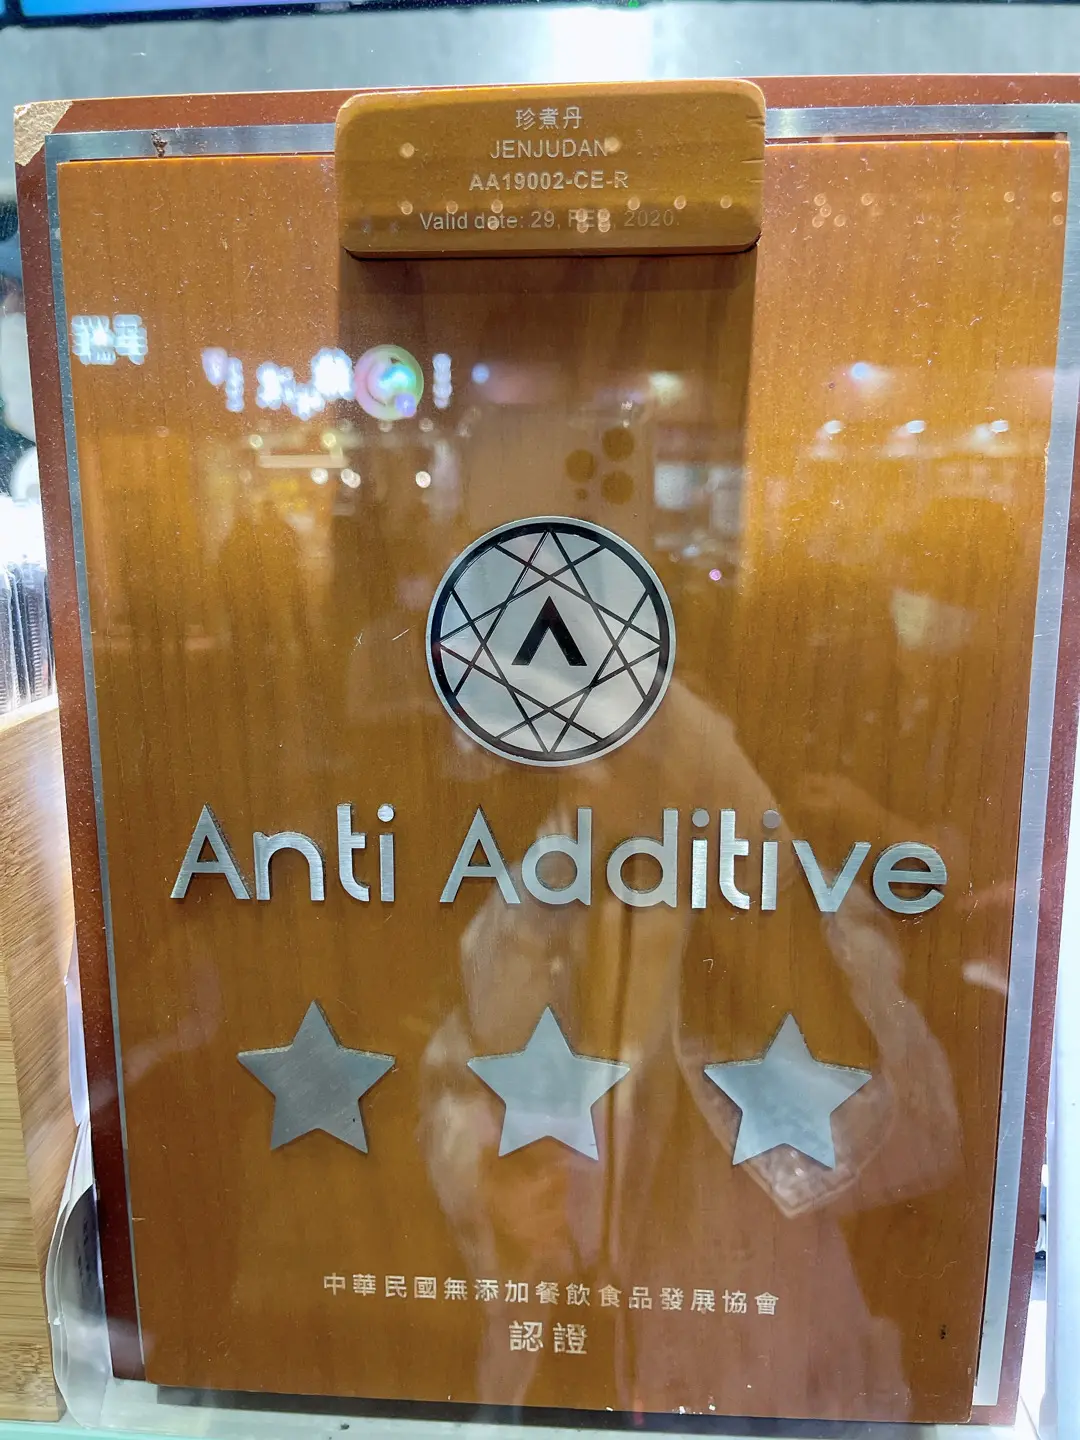 珍煮丹
JENJUDAN
AA19002-CE-R
Valid date: 29, FEB, 2020.
Anti Additive
中華民國無添加餐飲食品發展協會
認證